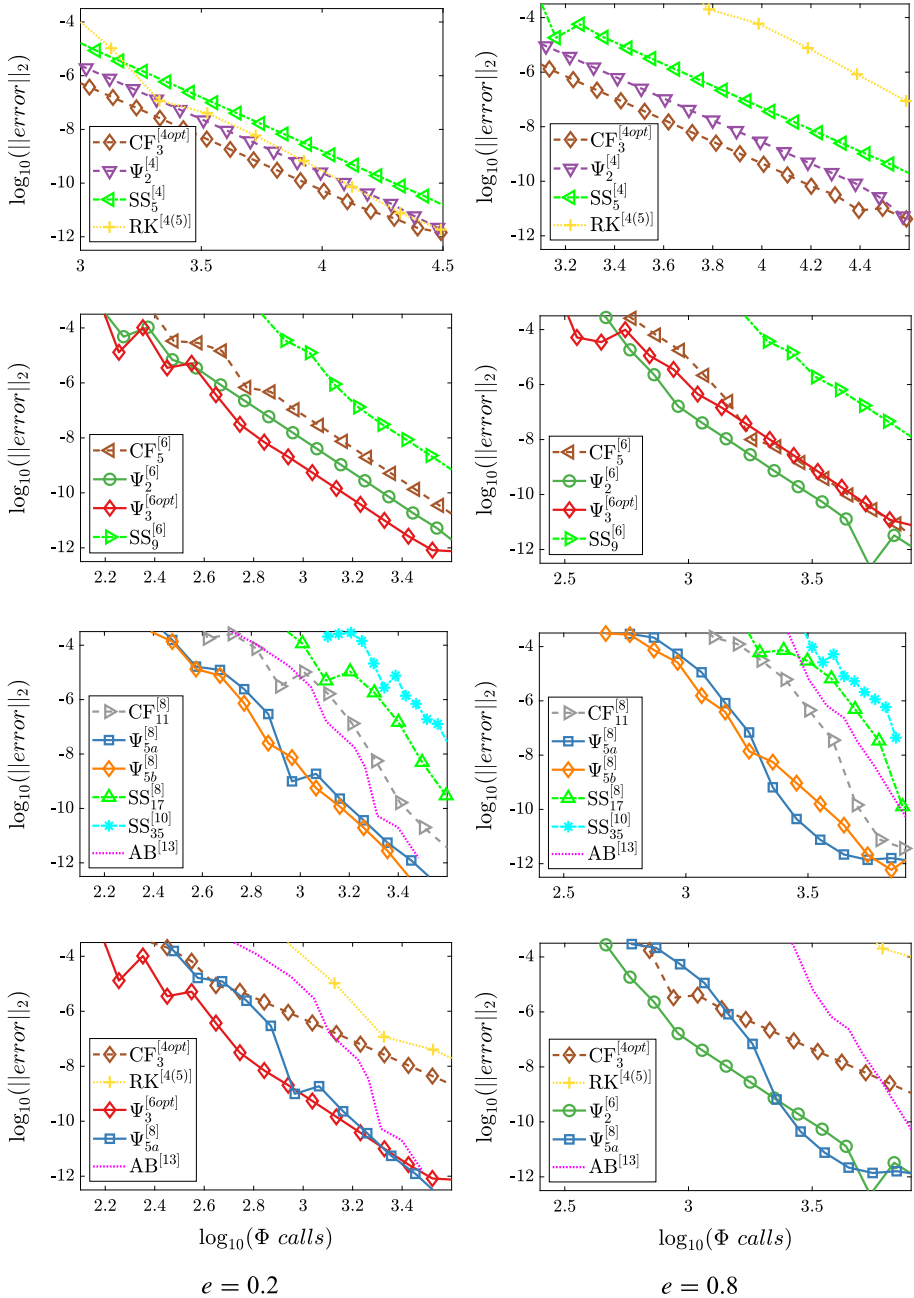 -4
-6
-8
-10
-12
log₁₀(||error||₂)
CF₃^[4opt]
Ψ₂^[4]
SS₅^[4]
RK^[4(5)]
3 3.5 4 4.5
-4
-6
-8
-10
-12
log₁₀(||error||₂)
CF₃^[4opt]
Ψ₂^[4]
SS₅^[4]
RK^[4(5)]
3.2 3.4 3.6 3.8 4 4.2 4.4
-4
-6
-8
-10
-12
log₁₀(||error||₂)
CF₅^[6]
Ψ₂^[6]
Ψ₃^[6opt]
SS₉^[6]
2.2 2.4 2.6 2.8 3 3.2 3.4
-4
-6
-8
-10
-12
log₁₀(||error||₂)
CF₅^[6]
Ψ₂^[6]
Ψ₃^[6opt]
SS₉^[6]
2.5 3 3.5
-4
-6
-8
-10
-12
log₁₀(||error||₂)
CF₁₁^[8]
Ψ₅ₐ^[8]
Ψ_5b^[8]
SS₁₇^[8]
SS₃₅^[10]
AB^[13]
2.2 2.4 2.6 2.8 3 3.2 3.4
-4
-6
-8
-10
-12
log₁₀(||error||₂)
CF₁₁^[8]
Ψ₅ₐ^[8]
Ψ_5b^[8]
SS₁₇^[8]
SS₃₅^[10]
AB^[13]
2.5 3 3.5
-4
-6
-8
-10
-12
log₁₀(||error||₂)
CF₃^[4opt]
RK^[4(5)]
Ψ₃^[6opt]
Ψ₅ₐ^[8]
AB^[13]
2.2 2.4 2.6 2.8 3 3.2 3.4
log₁₀(Φ calls)
e = 0.2
-4
-6
-8
-10
-12
log₁₀(||error||₂)
CF₃^[4opt]
RK^[4(5)]
Ψ₂^[6]
Ψ₅ₐ^[8]
AB^[13]
2.5 3 3.5
log₁₀(Φ calls)
e = 0.8